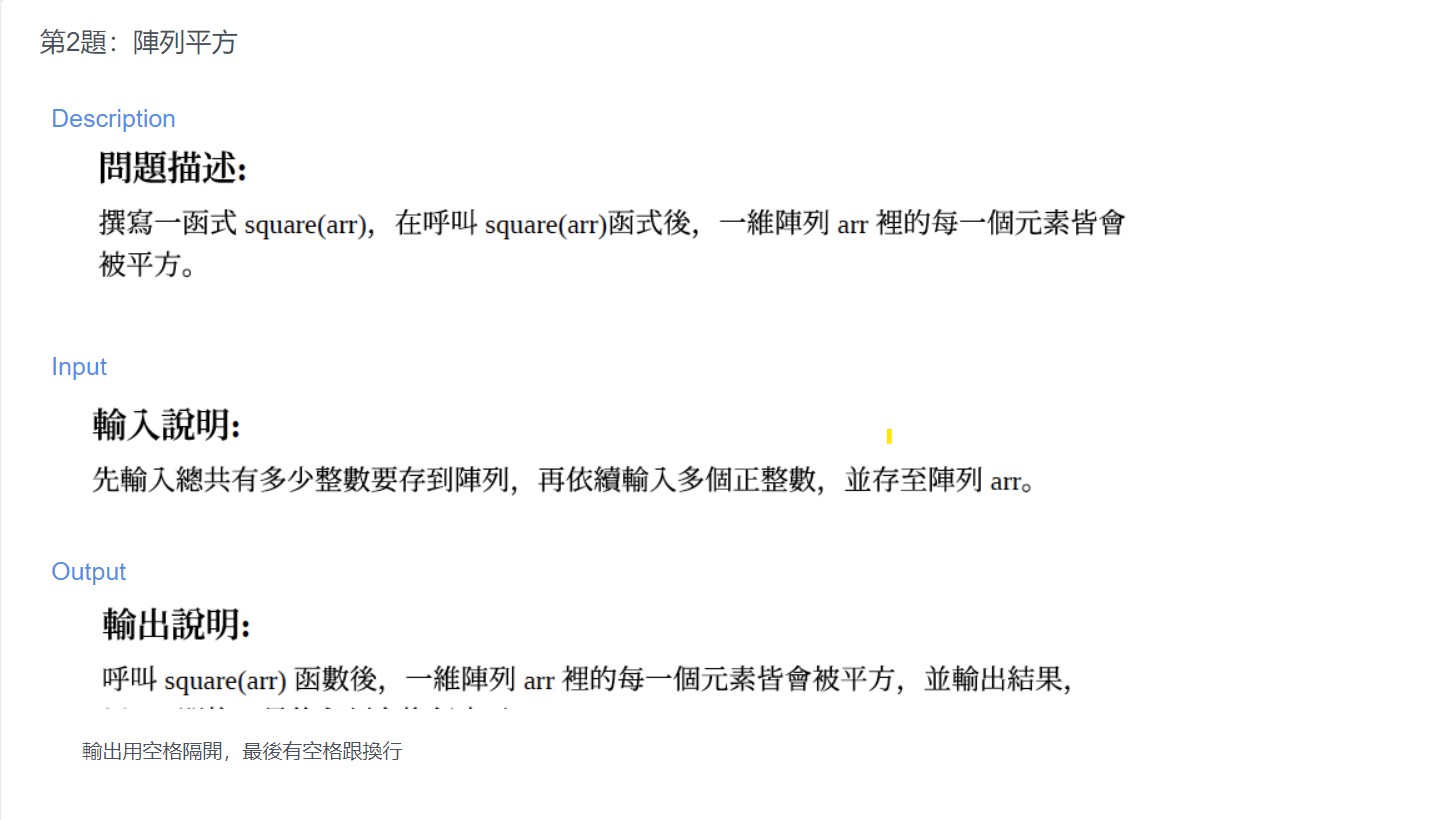 第2題：陣列平方
Description
問題描述:
撰寫一函式 square(arr)，在呼叫 square(arr)函式後，一維陣列 arr 裡的每一個元素皆會
被平方。
Input
輸入說明:
先輸入總共有多少整數要存到陣列，再依續輸入多個正整數，並存至陣列 arr。
Output
輸出說明:
呼叫 square(arr) 函數後，一維陣列 arr 裡的每一個元素皆會被平方，並輸出結果，
輸出用空格隔開，最後有空格跟換行